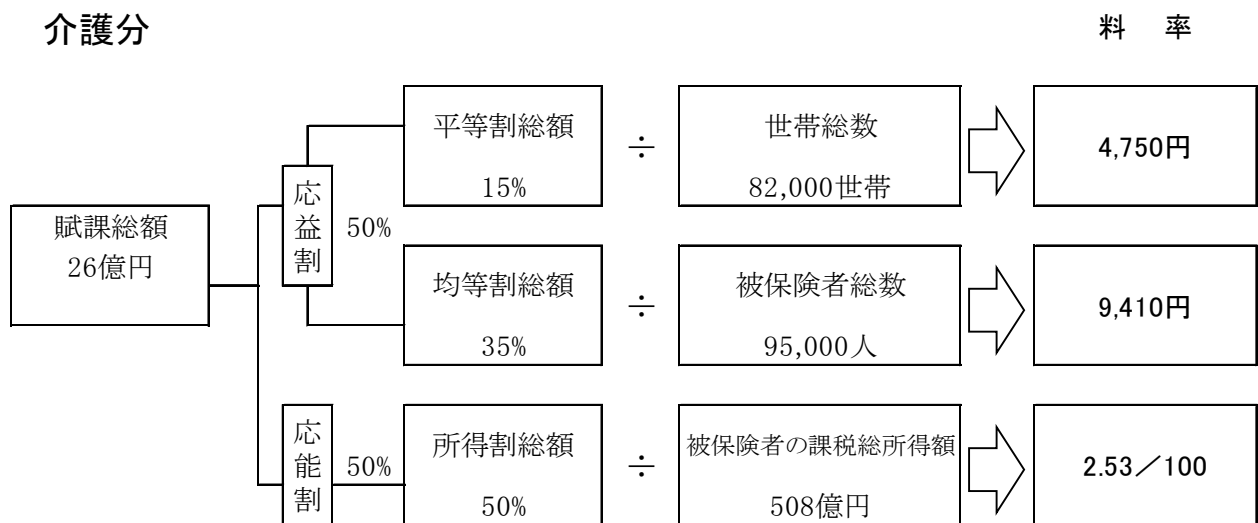 介護分
料 率
賦課総額
26億円
応益割
50%
平等割総額
15%
÷
世帯総数
82,000世帯
4,750円
均等割総額
35%
÷
被保険者総数
95,000人
9,410円
応能割
50%
所得割総額
50%
÷
被保険者の課税総所得額
508億円
2.53／100